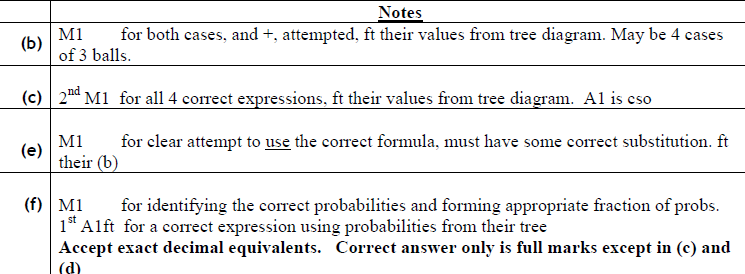 Notes
(b) M1 for both cases, and +, attempted, ft their values from tree diagram. May be 4 cases
of 3 balls.
(c) 2nd M1 for all 4 correct expressions, ft their values from tree diagram. A1 is cso
(e) M1 for clear attempt to use the correct formula, must have some correct substitution. ft
their (b)
(f) M1 for identifying the correct probabilities and forming appropriate fraction of probs.
1st A1ft for a correct expression using probabilities from their tree
Accept exact decimal equivalents. Correct answer only is full marks except in (c) and
(d)